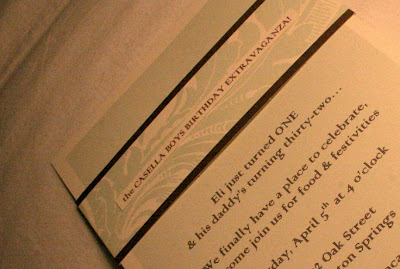 the CASELLA BOYS BIRTHDAY EXTRAVAGANZA!
Eli just turned ONE
& his daddy's turning thirty-two...
We finally have a place to celebrate,
come join us for food & festivities
April 5th at 4 o'clock
2 Oak Street
Springs